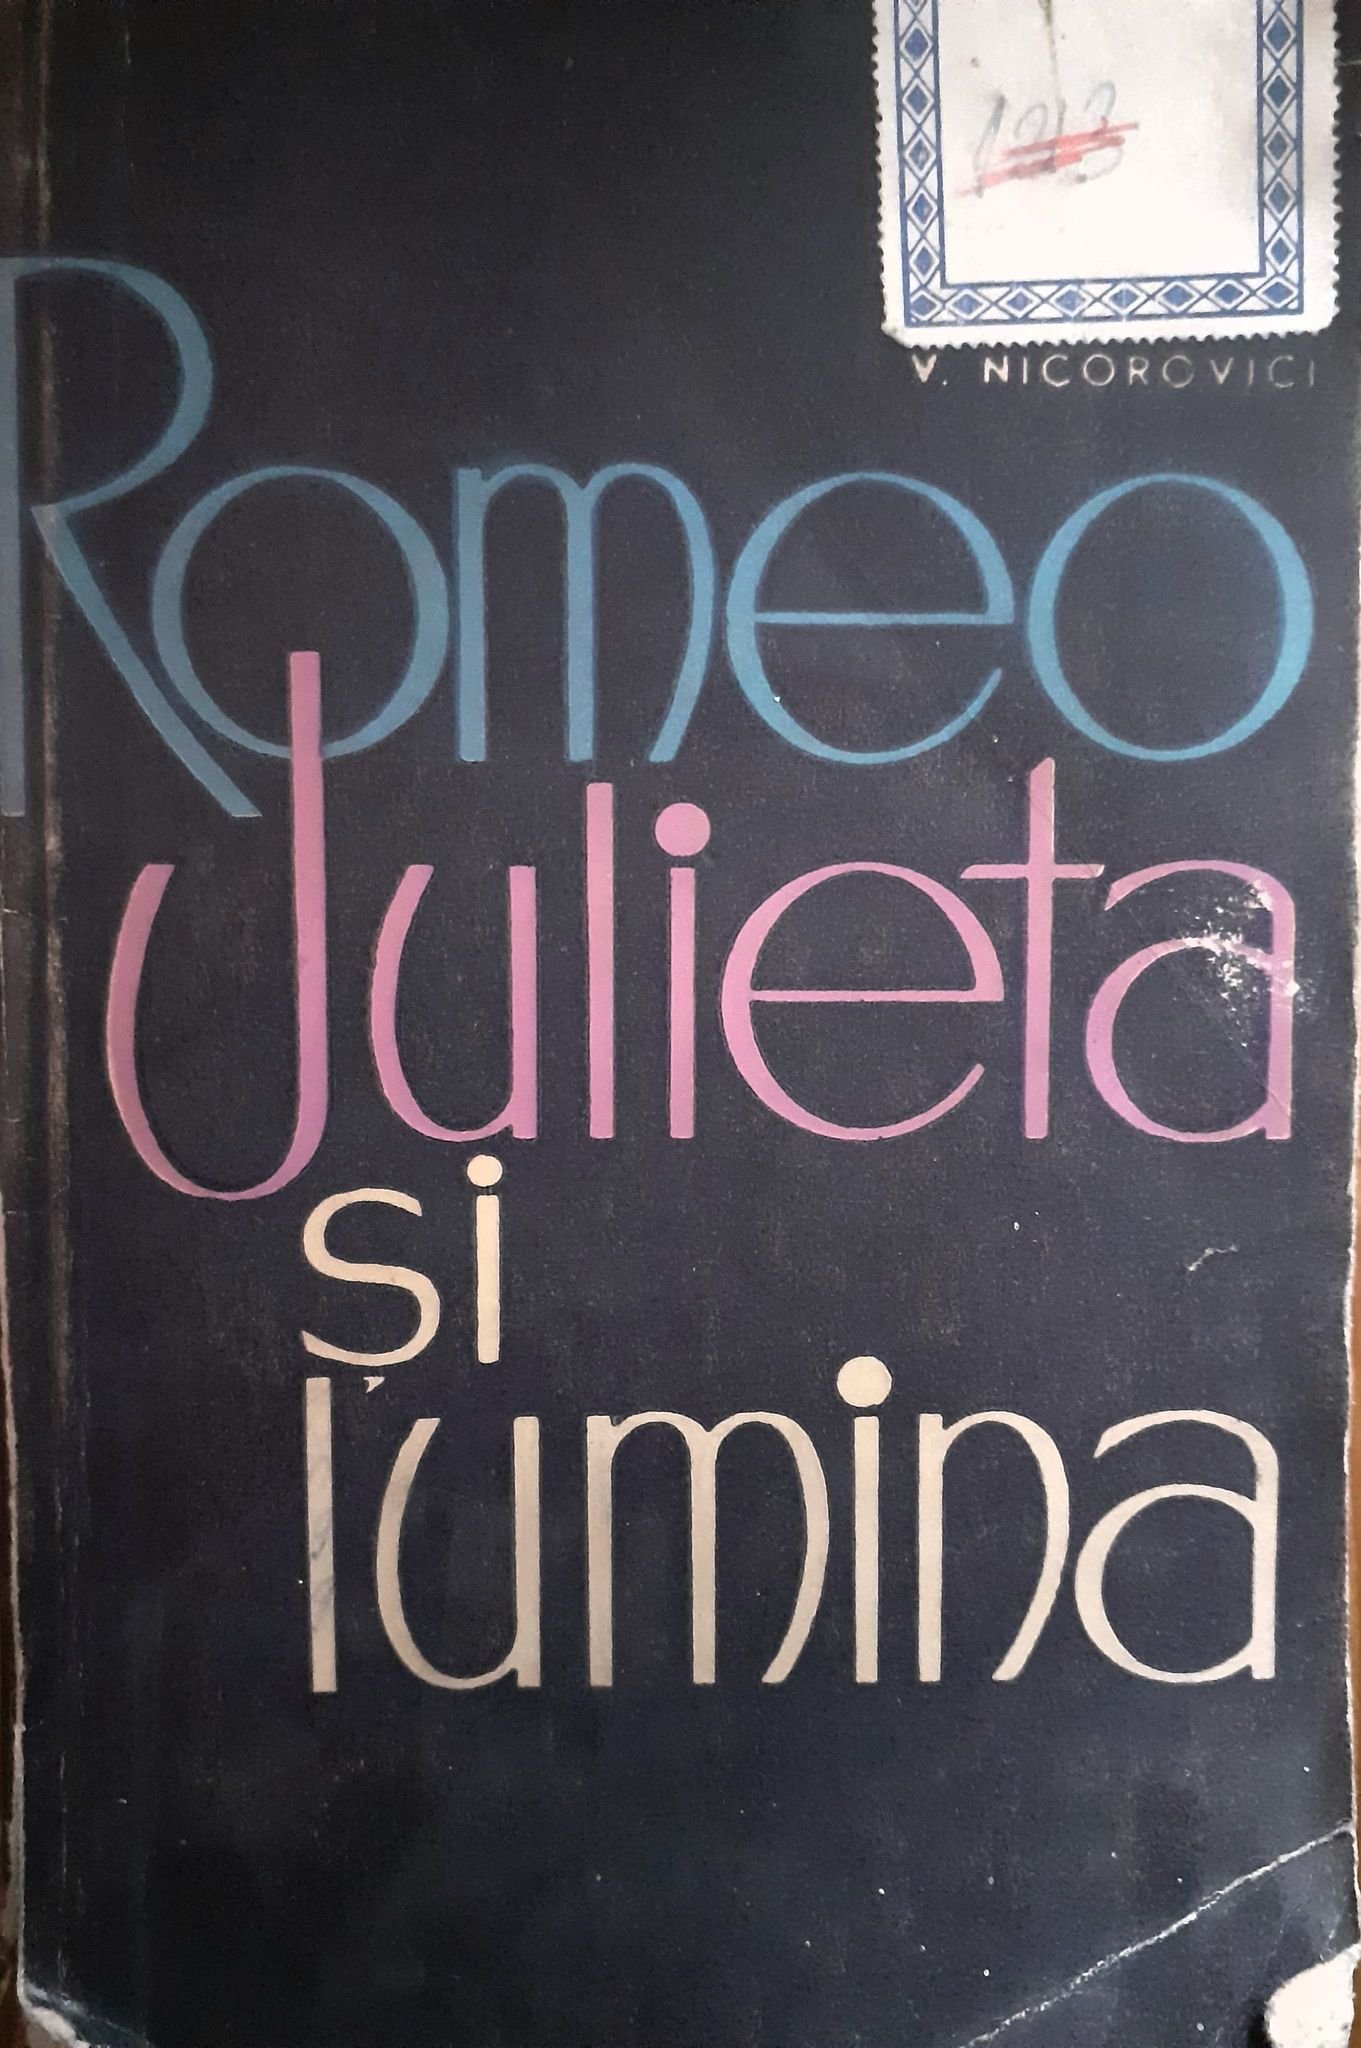 V. NICOROVICI
Romeo
Julieta
și
lumina